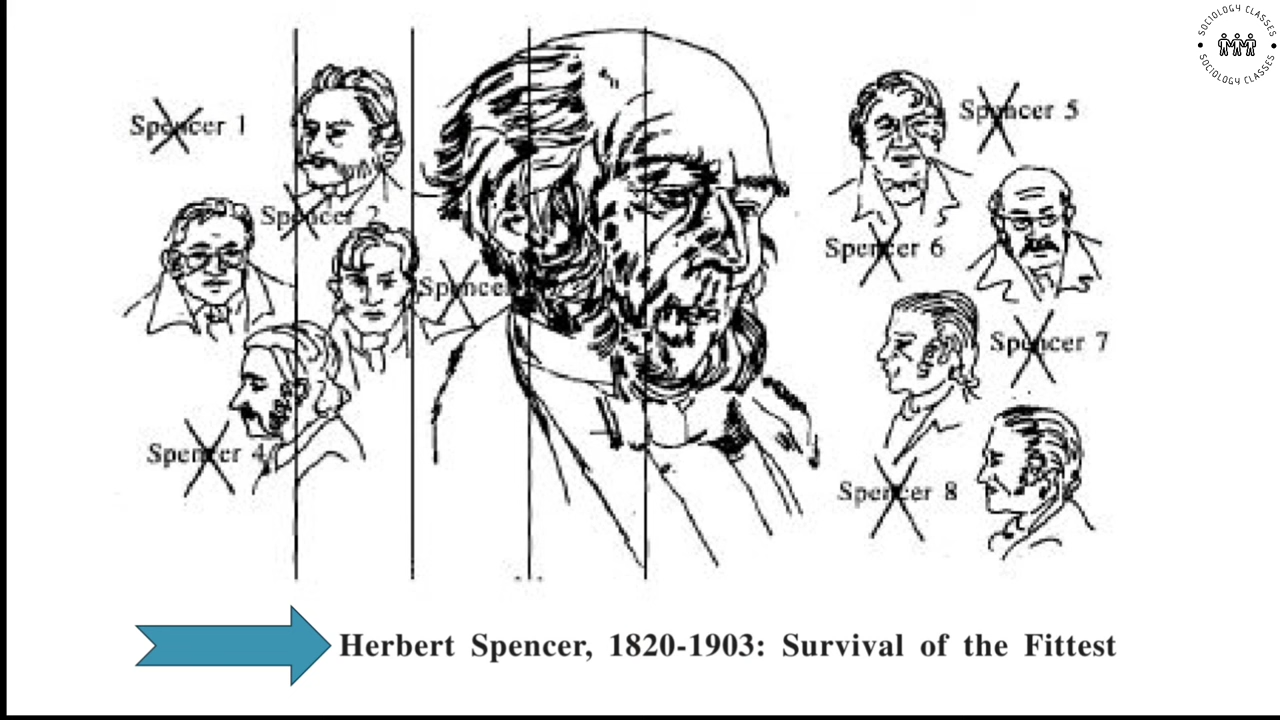 SOCIOLOGY CLASSES
SOCIOLOGY CLASSES
Spencer 1
Spencer 2
Spencer
Spencer 4
Spencer 5
Spencer 6
Spencer 7
Spencer 8
Herbert Spencer, 1820-1903: Survival of the Fittest